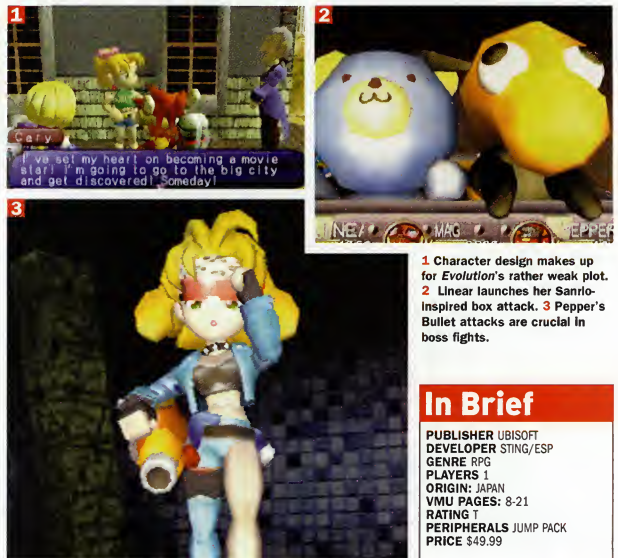 1
Cary
I've set my heart on becoming a movie
star! I'm going to go to the big city
and get discovered! Someday!
2
LINEAR MAG PEPPER
3
1 Character design makes up
for Evolution's rather weak plot.
2 Linear launches her Sanrio-
inspired box attack. 3 Pepper's
Bullet attacks are crucial in
boss fights.
In Brief
PUBLISHER UBISOFT
DEVELOPER STING/ESP
GENRE RPG
PLAYERS 1
ORIGIN: JAPAN
VMU PAGES: 8-21
RATING T
PERIPHERALS JUMP PACK
PRICE $49.99